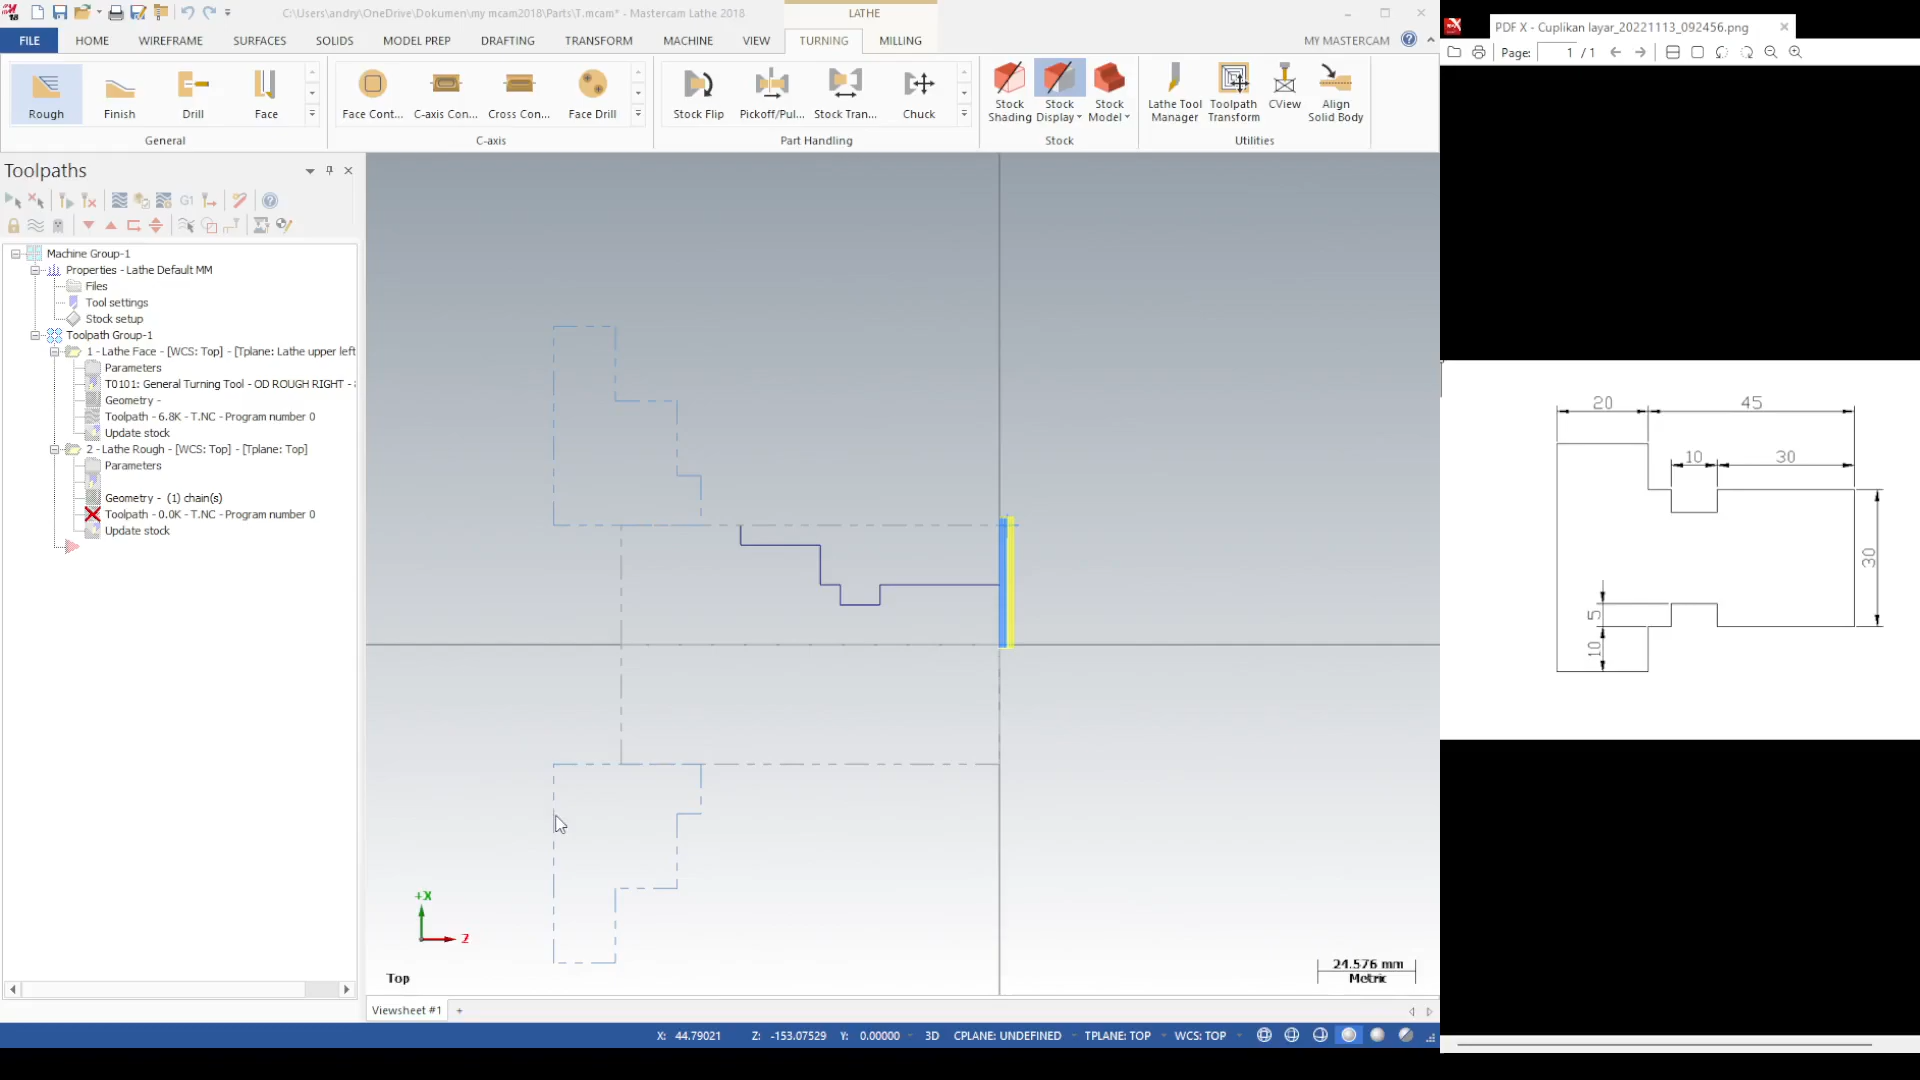 C:\Users\andry\OneDrive\Dokumen\my mcam2018\Parts\T.mcam* - Mastercam Lathe 2018
LATHE
FILE HOME WIREFRAME SURFACES SOLIDS MODEL PREP DRAFTING TRANSFORM MACHINE VIEW TURNING MILLING
MY MASTERCAM
Rough Finish Drill Face
General
Face Cont... C-axis Con... Cross Con... Face Drill
C-axis
Stock Flip Pickoff/Pul... Stock Tran... Chuck
Part Handling
Stock Shading
Stock Display
Stock Model
Stock
Lathe Tool Manager
Toolpath Transform
CView
Align Solid Body
Utilities
Toolpaths
G1
Machine Group-1
Properties - Lathe Default MM
Files
Tool settings
Stock setup
Toolpath Group-1
1 - Lathe Face - [WCS: Top] - [Tplane: Lathe upper left
Parameters
T0101: General Turning Tool - OD ROUGH RIGHT -
Geometry -
Toolpath - 6.8K - T.NC - Program number 0
Update stock
2 - Lathe Rough - [WCS: Top] - [Tplane: Top]
Parameters
Geometry - (1) chain(s)
Toolpath - 0.0K - T.NC - Program number 0
Update stock
+X
Z
Top
24.576 mm
Metric
Viewsheet #1
+
X: 44.79021 Z: -153.07529 Y: 0.00000 3D CPLANE: UNDEFINED TPLANE: TOP WCS: TOP
PDF X - Cuplikan layar_20221113_092456.png
Page: 1 / 1
20
45
10
30
30
5
10